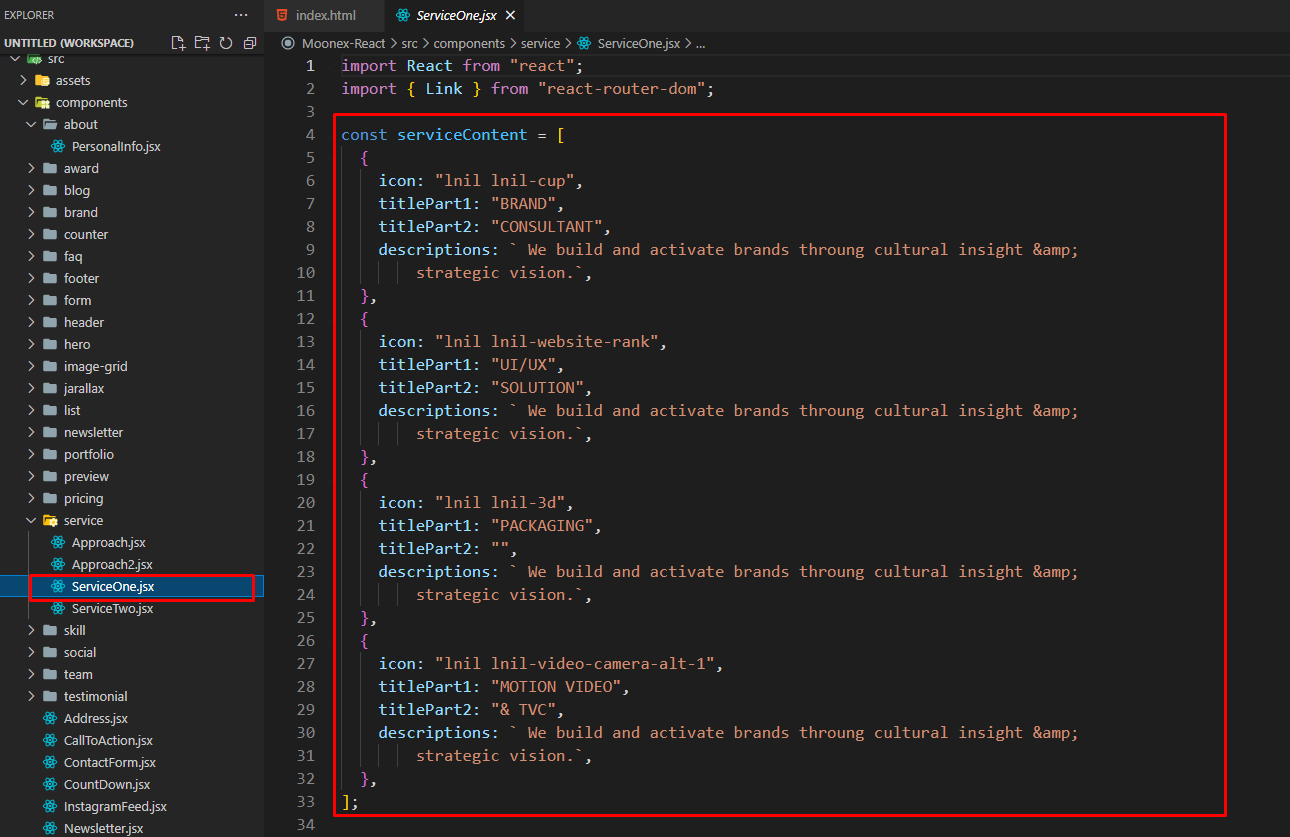 EXPLORER
UNTITLED (WORKSPACE)
src
assets
components
about
PersonalInfo.jsx
award
blog
brand
counter
faq
footer
form
header
hero
image-grid
jarallax
list
newsletter
portfolio
preview
pricing
service
Approach.jsx
Approach2.jsx
ServiceOne.jsx
ServiceTwo.jsx
skill
social
team
testimonial
Address.jsx
CallToAction.jsx
ContactForm.jsx
CountDown.jsx
InstagramFeed.jsx
Newsletter.jsx
index.html
ServiceOne.jsx
Moonex-React > src > components > service > ServiceOne.jsx > ...
1 import React from "react";
2 import { Link } from "react-router-dom";
3
4 const serviceContent = [
5 {
6 icon: "lnil lnil-cup",
7 titlePart1: "BRAND",
8 titlePart2: "CONSULTANT",
9 descriptions: ` We build and activate brands throung cultural insight &amp;
10 strategic vision.`,
11 },
12 {
13 icon: "lnil lnil-website-rank",
14 titlePart1: "UI/UX",
15 titlePart2: "SOLUTION",
16 descriptions: ` We build and activate brands throung cultural insight &amp;
17 strategic vision.`,
18 },
19 {
20 icon: "lnil lnil-3d",
21 titlePart1: "PACKAGING",
22 titlePart2: "",
23 descriptions: ` We build and activate brands throung cultural insight &amp;
24 strategic vision.`,
25 },
26 {
27 icon: "lnil lnil-video-camera-alt-1",
28 titlePart1: "MOTION VIDEO",
29 titlePart2: "& TVC",
30 descriptions: ` We build and activate brands throung cultural insight &amp;
31 strategic vision.`,
32 },
33 ];
34